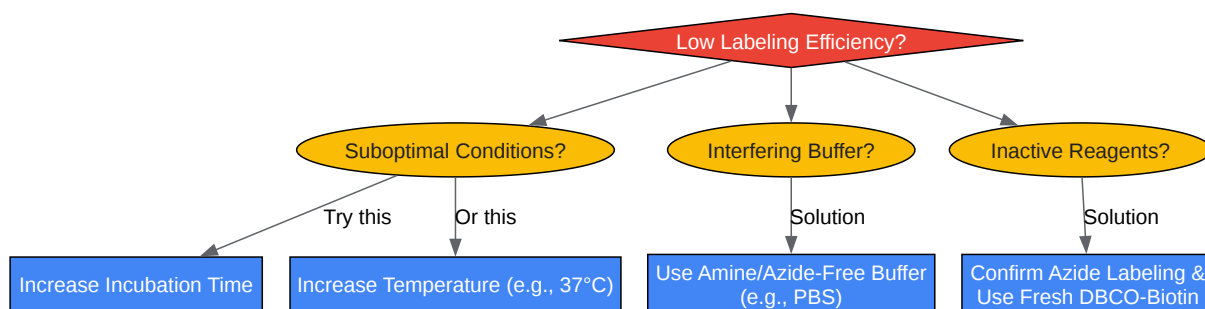 Low Labeling Efficiency?
Suboptimal Conditions?
Interfering Buffer?
Inactive Reagents?
Try this
Or this
Solution
Solution
Increase Incubation Time
Increase Temperature (e.g., 37°C)
Use Amine/Azide-Free Buffer
(e.g., PBS)
Confirm Azide Labeling &
Use Fresh DBCO-Biotin